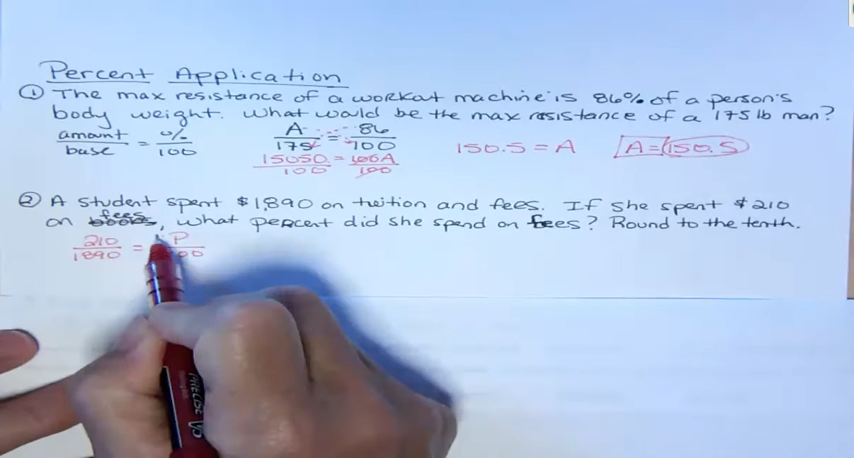 Percent Application
① The max resistance of a workout machine is 86% of a person's
body weight. What would be the max resistance of a 175 lb man?
amount/base = %/100 A/175 = 86/100
15050/100 = 100A/100 150.5 = A A = 150.5
② A student spent $1890 on tuition and fees. If she spent $210
on fees, what percent did she spend on fees? Round to the tenth.
210/1890 = P/100